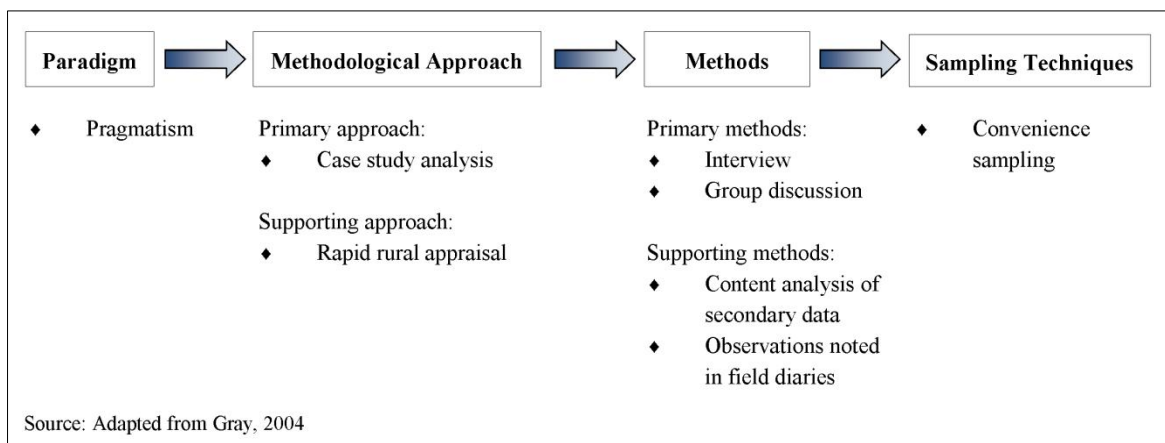 Paradigm
Methodological Approach
Methods
Sampling Techniques
♦ Pragmatism
Primary approach:
♦ Case study analysis
Supporting approach:
♦ Rapid rural appraisal
Primary methods:
♦ Interview
♦ Group discussion
Supporting methods:
♦ Content analysis of
secondary data
♦ Observations noted
in field diaries
♦ Convenience
sampling
Source: Adapted from Gray, 2004